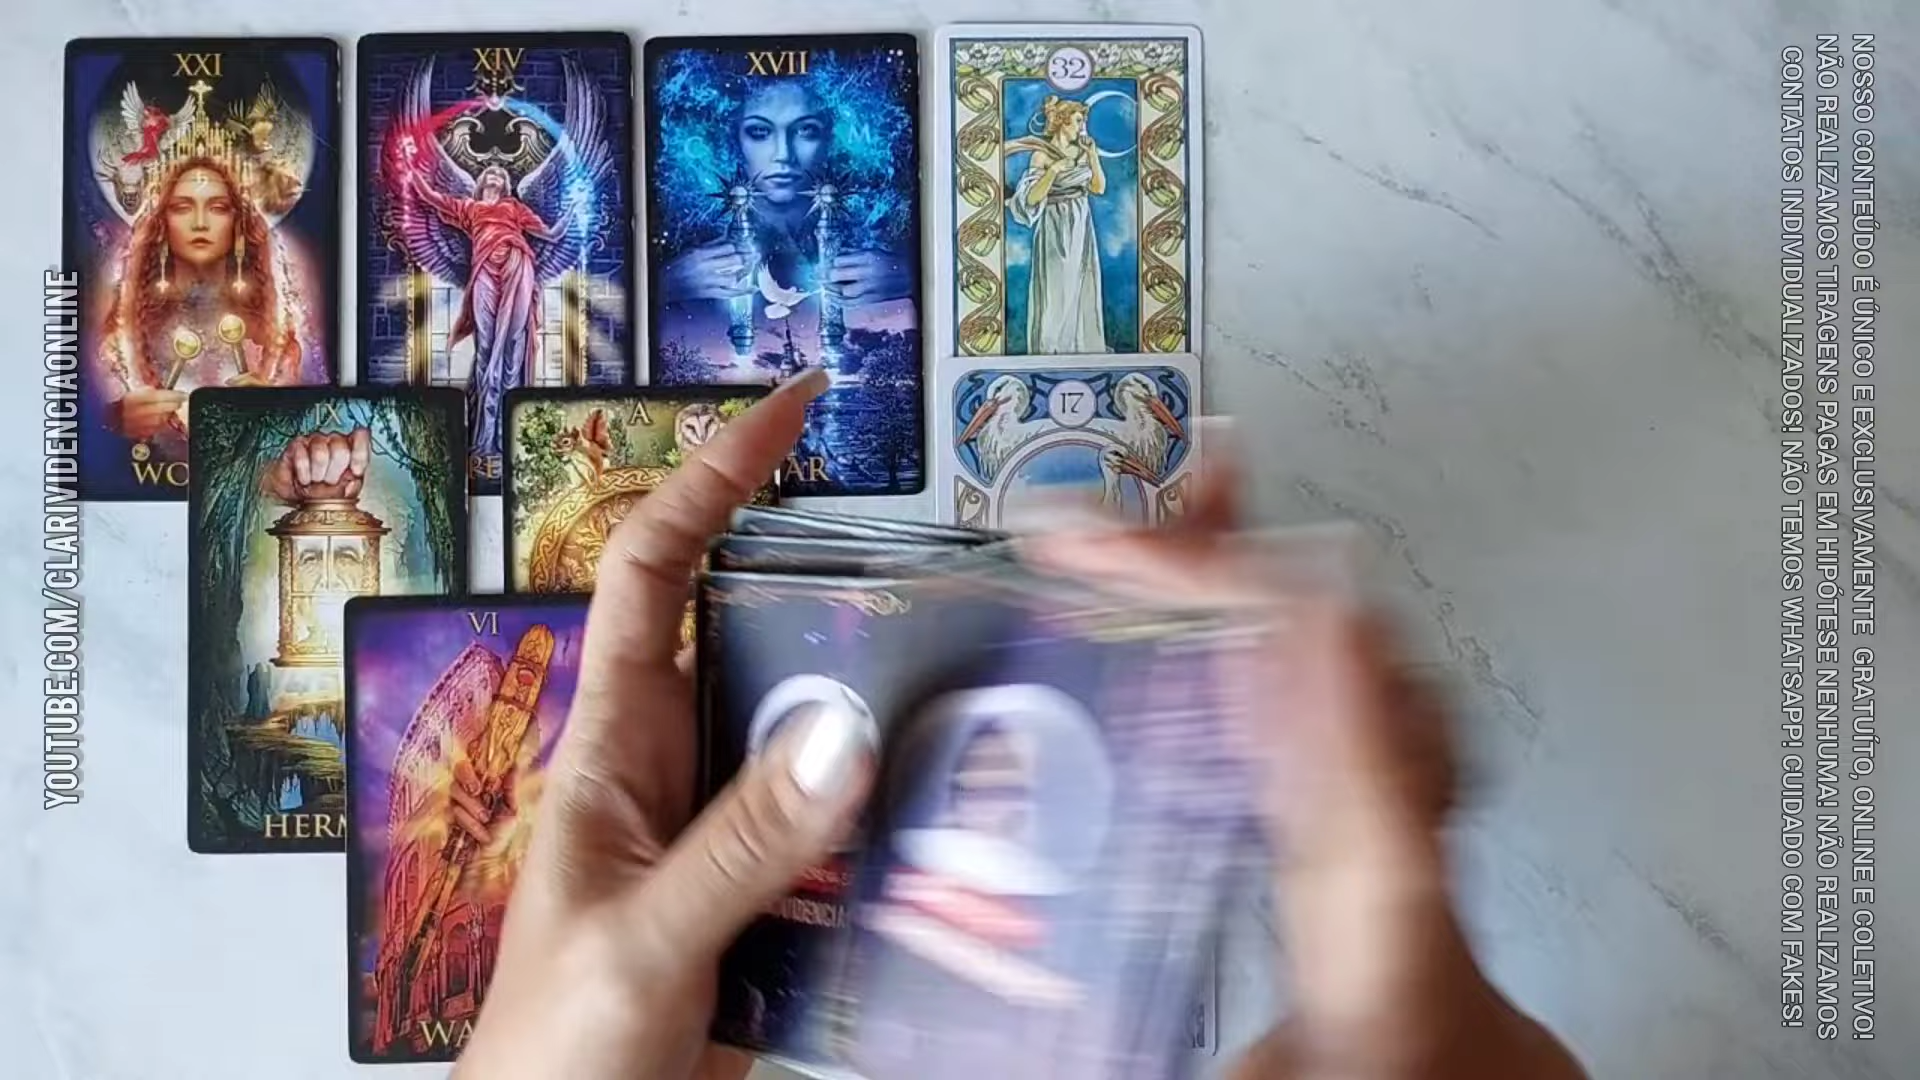 YOUTUBE.COM/CLARIVIDENCIAONLINE
XXI
WO
XIV
XVII
AR
32
17
IX
HERM
A
VI
WA
NOSSO CONTEÚDO É ÚNICO E EXCLUSIVAMENTE GRATUÍTO, ONLINE E COLETIVO!
NÃO REALIZAMOS TIRAGENS PAGAS EM HIPÓTESE NENHUMA! NÃO REALIZAMOS
CONTATOS INDIVIDUALIZADOS! NÃO TEMOS WHATSAPP! CUIDADO COM FAKES!